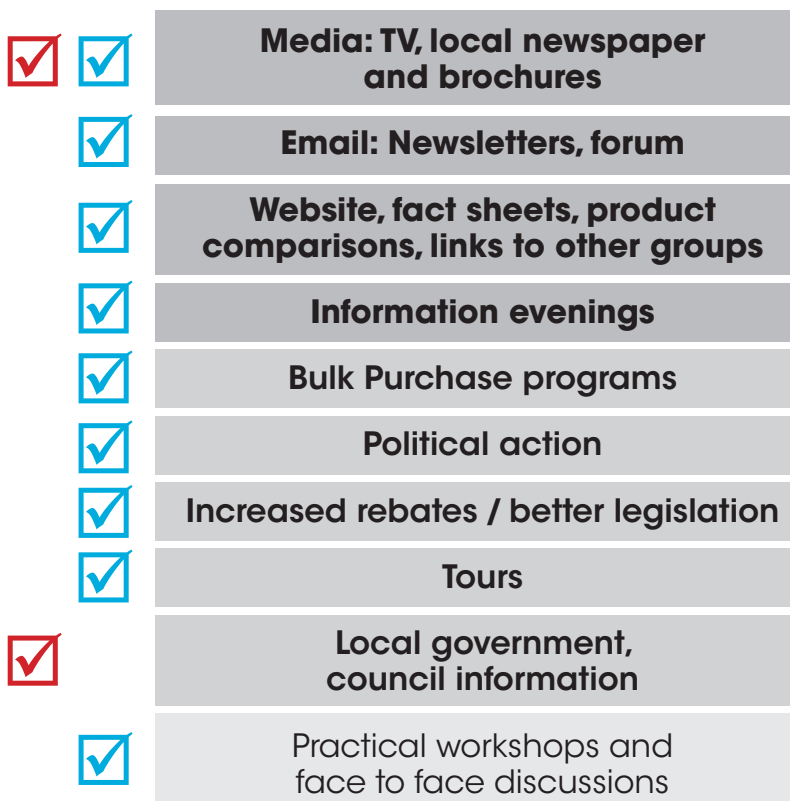 Media: TV, local newspaper
and brochures
Email: Newsletters, forum
Website, fact sheets, product
comparisons, links to other groups
Information evenings
Bulk Purchase programs
Political action
Increased rebates / better legislation
Tours
Local government,
council information
Practical workshops and
face to face discussions